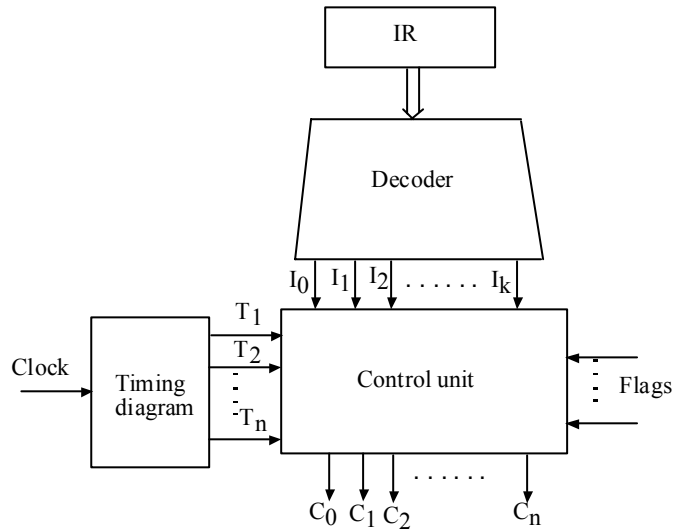 IR
Decoder
I0 I1 I2 . . . . . . Ik
T1
T2
Tn
Clock
Timing
diagram
Control unit
Flags
C0 C1 C2 . . . . . . Cn